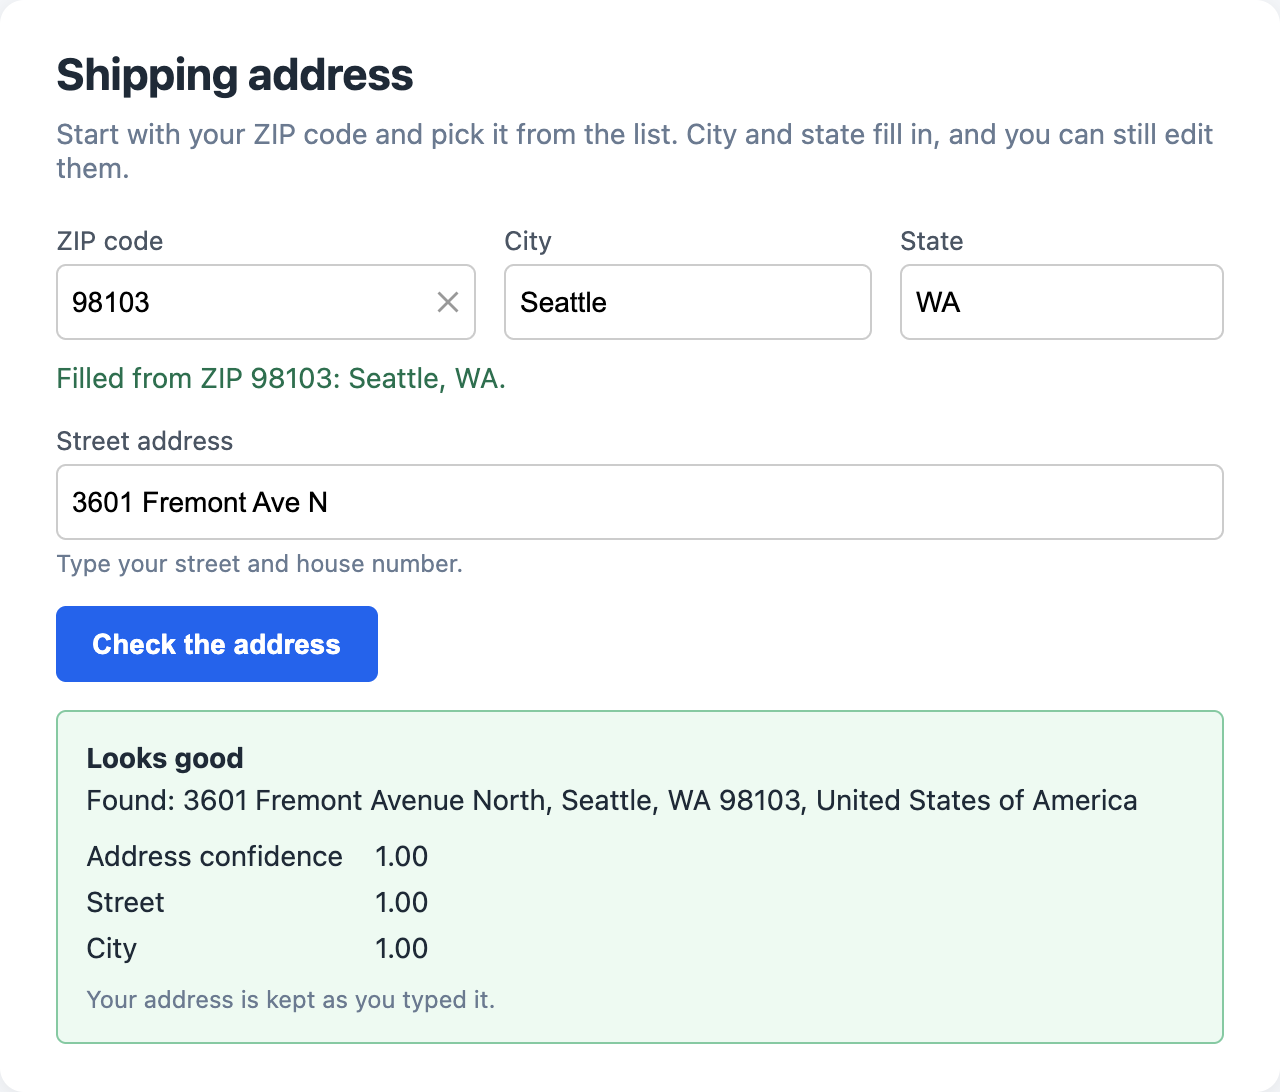 Shipping address
Start with your ZIP code and pick it from the list. City and state fill in, and you can still edit
them.
ZIP code
City
State
98103
Seattle
WA
Filled from ZIP 98103: Seattle, WA.
Street address
3601 Fremont Ave N
Type your street and house number.
Check the address
Looks good
Found: 3601 Fremont Avenue North, Seattle, WA 98103, United States of America
Address confidence 1.00
Street 1.00
City 1.00
Your address is kept as you typed it.